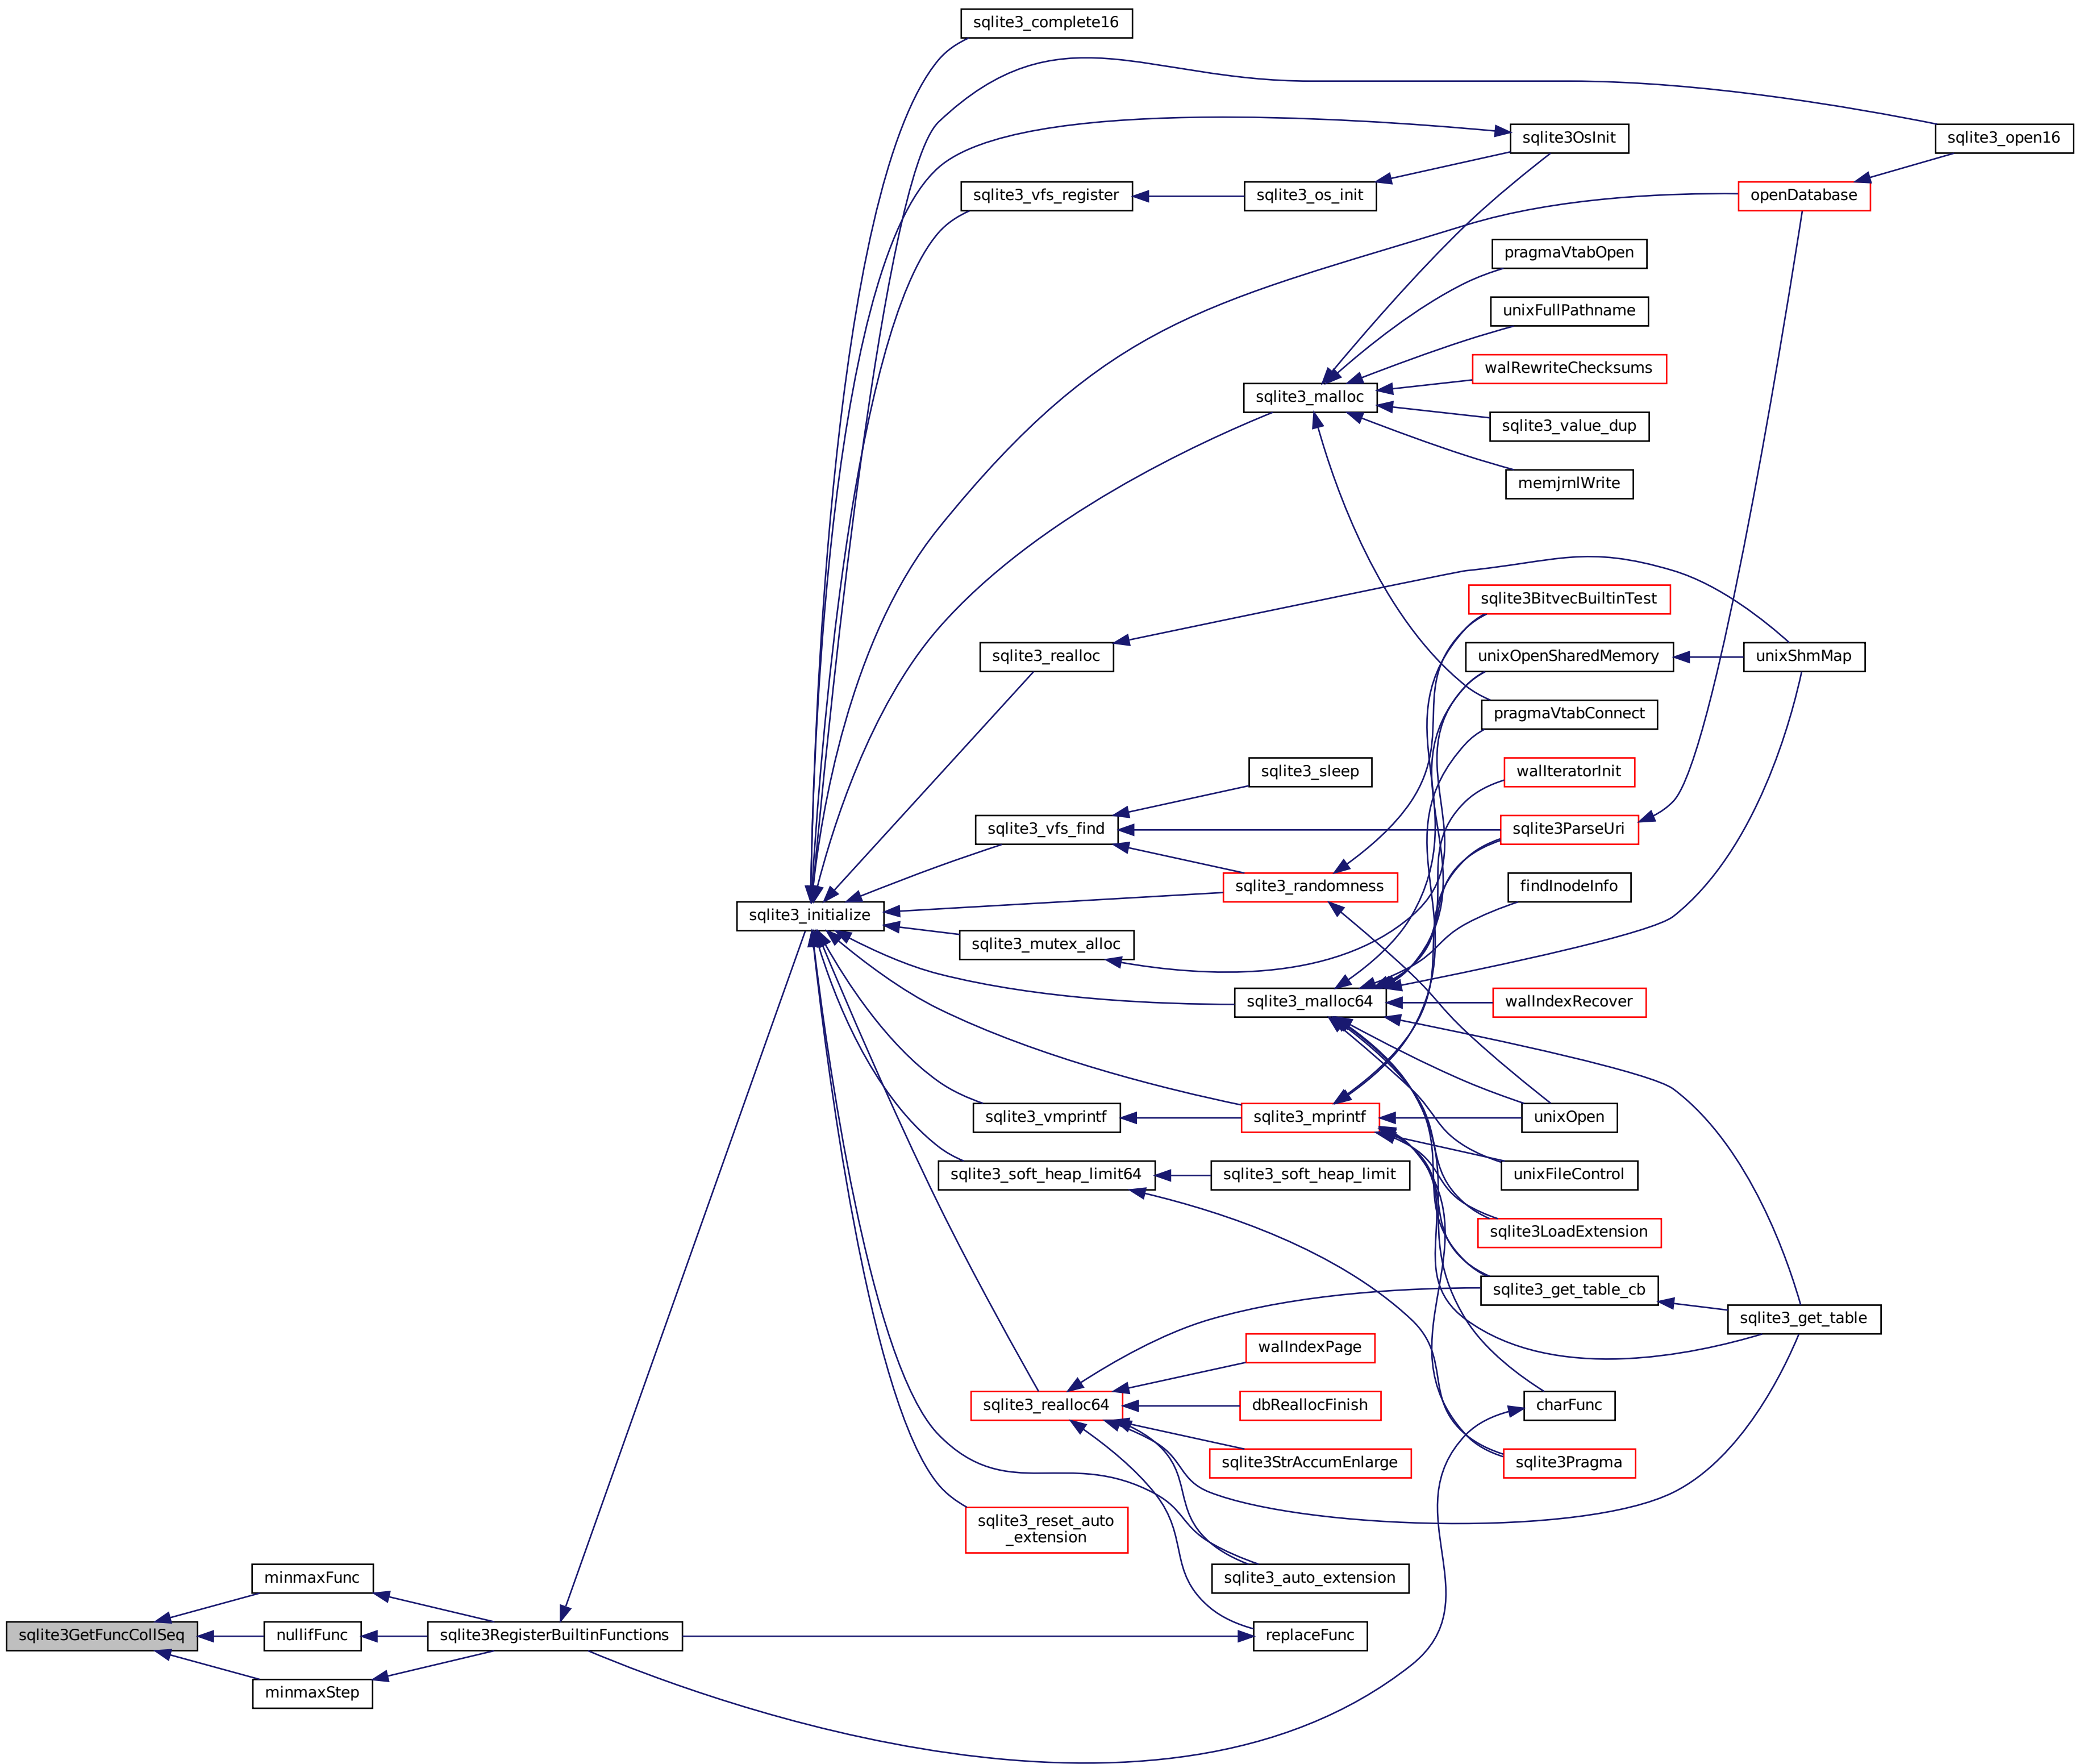 sqlite3_complete16
sqlite3OsInit
sqlite3_open16
sqlite3_vfs_register
sqlite3_os_init
openDatabase
pragmaVtabOpen
unixFullPathname
walRewriteChecksums
sqlite3_malloc
sqlite3_value_dup
memjrnlWrite
sqlite3BitvecBuiltinTest
sqlite3_realloc
unixOpenSharedMemory
unixShmMap
pragmaVtabConnect
sqlite3_sleep
walIteratorInit
sqlite3_vfs_find
sqlite3ParseUri
sqlite3_randomness
findInodeInfo
sqlite3_initialize
sqlite3_mutex_alloc
sqlite3_malloc64
walIndexRecover
sqlite3_vmprintf
sqlite3_mprintf
unixOpen
sqlite3_soft_heap_limit64
sqlite3_soft_heap_limit
unixFileControl
sqlite3LoadExtension
sqlite3_get_table_cb
sqlite3_get_table
walIndexPage
sqlite3_realloc64
dbReallocFinish
charFunc
sqlite3StrAccumEnlarge
sqlite3Pragma
sqlite3_reset_auto
_extension
minmaxFunc
sqlite3_auto_extension
sqlite3GetFuncCollSeq
nullifFunc
sqlite3RegisterBuiltinFunctions
replaceFunc
minmaxStep